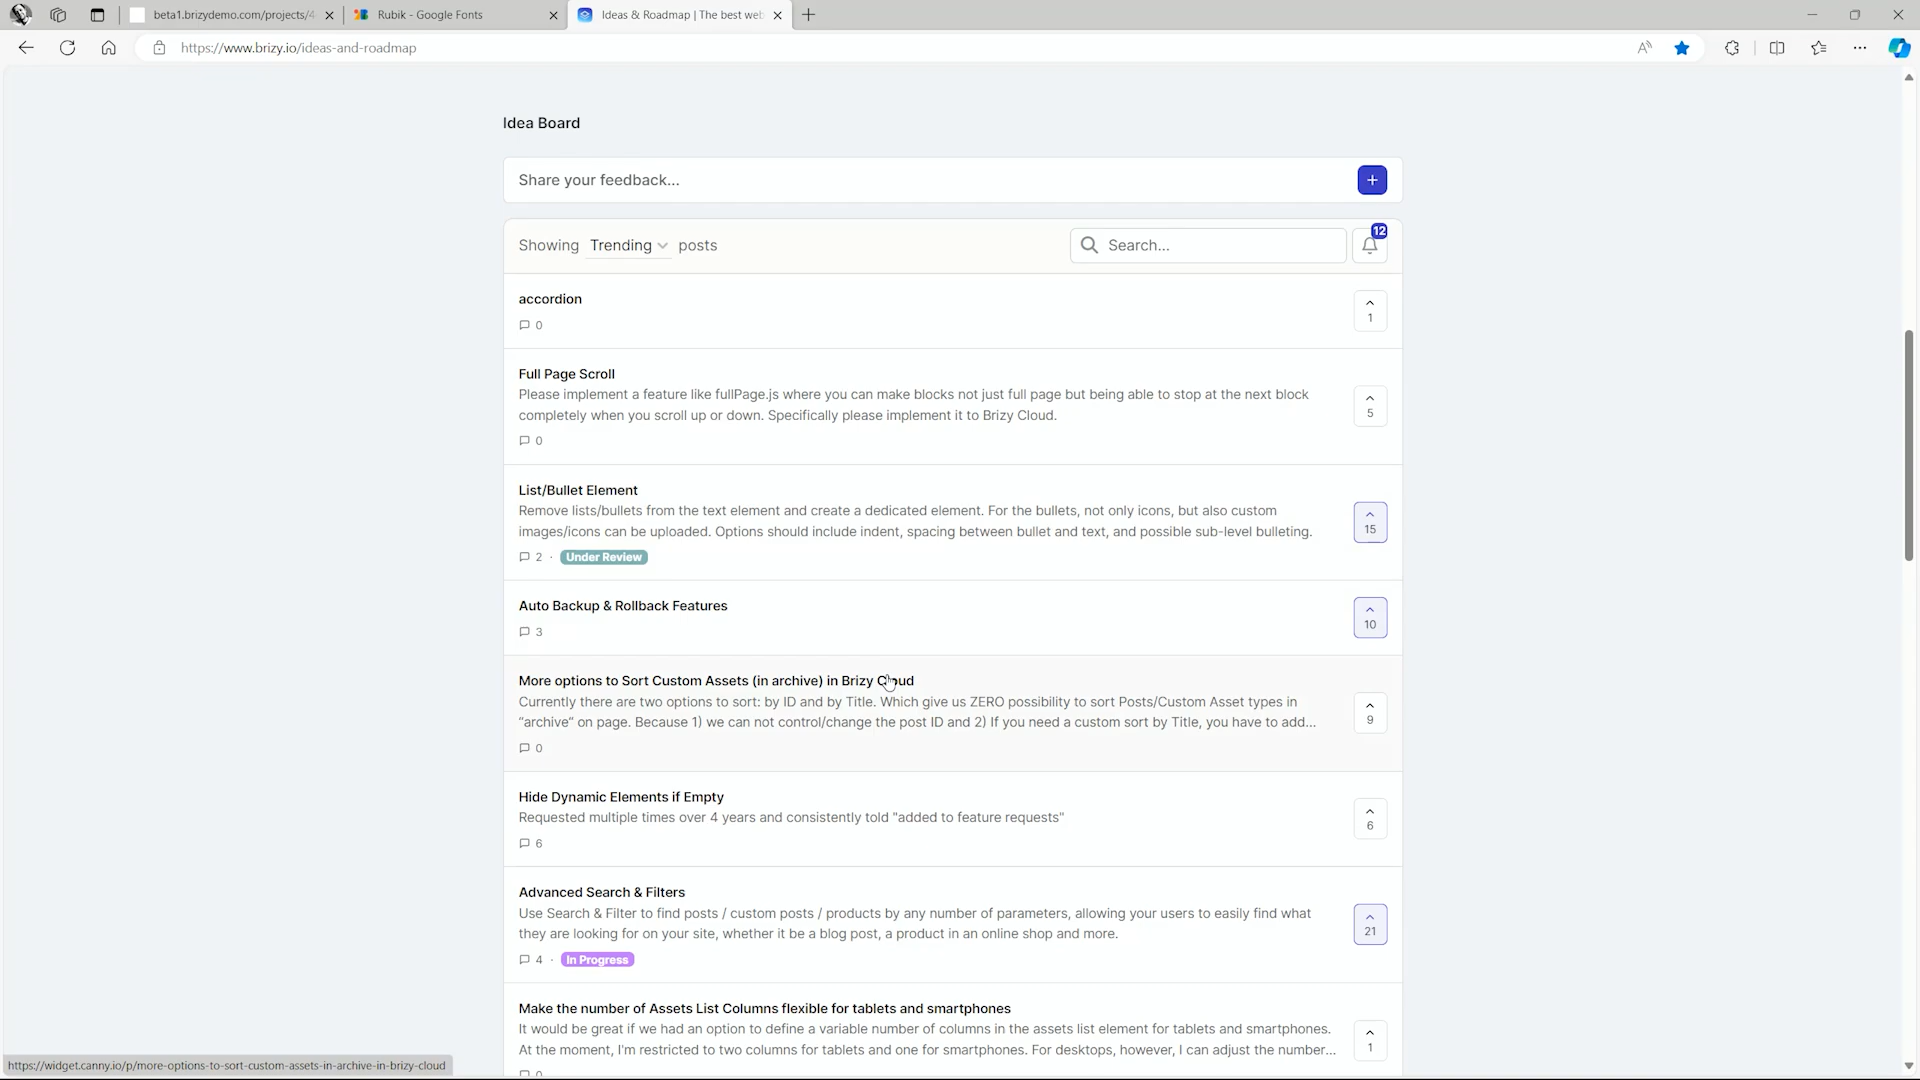 beta1.brizydemo.com/projects/4
Rubik - Google Fonts
Ideas & Roadmap | The best web
https://www.brizy.io/ideas-and-roadmap
Idea Board
Share your feedback...
Showing Trending posts
Search...
12
accordion
0
1
Full Page Scroll
Please implement a feature like fullPage.js where you can make blocks not just full page but being able to stop at the next block
completely when you scroll up or down. Specifically please implement it to Brizy Cloud.
0
5
List/Bullet Element
Remove lists/bullets from the text element and create a dedicated element. For the bullets, not only icons, but also custom
images/icons can be uploaded. Options should include indent, spacing between bullet and text, and possible sub-level bulleting.
2 · Under Review
15
Auto Backup & Rollback Features
3
10
More options to Sort Custom Assets (in archive) in Brizy Cloud
Currently there are two options to sort: by ID and by Title. Which give us ZERO possibility to sort Posts/Custom Asset types in
"archive" on page. Because 1) we can not control/change the post ID and 2) If you need a custom sort by Title, you have to add...
0
9
Hide Dynamic Elements if Empty
Requested multiple times over 4 years and consistently told "added to feature requests"
6
6
Advanced Search & Filters
Use Search & Filter to find posts / custom posts / products by any number of parameters, allowing your users to easily find what
they are looking for on your site, whether it be a blog post, a product in an online shop and more.
4 · In Progress
21
Make the number of Assets List Columns flexible for tablets and smartphones
It would be great if we had an option to define a variable number of columns in the assets list element for tablets and smartphones.
At the moment, I'm restricted to two columns for tablets and one for smartphones. For desktops, however, I can adjust the number...
0
1
https://widget.canny.io/p/more-options-to-sort-custom-assets-in-archive-in-brizy-cloud